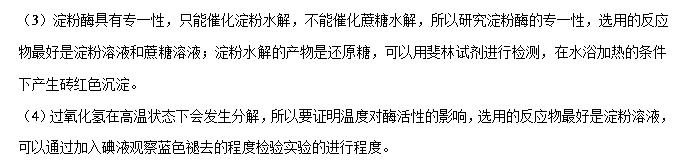 （3）淀粉酶具有专一性，只能催化淀粉水解，不能催化蔗糖水解，所以研究淀粉酶的专一性，选用的反应
物最好是淀粉溶液和蔗糖溶液；淀粉水解的产物是还原糖，可以用斐林试剂进行检测，在水浴加热的条件
下产生砖红色沉淀。
（4）过氧化氢在高温状态下会发生分解，所以要证明温度对酶活性的影响，选用的反应物最好是淀粉溶液，
可以通过加入碘液观察蓝色褪去的程度检验实验的进行程度。